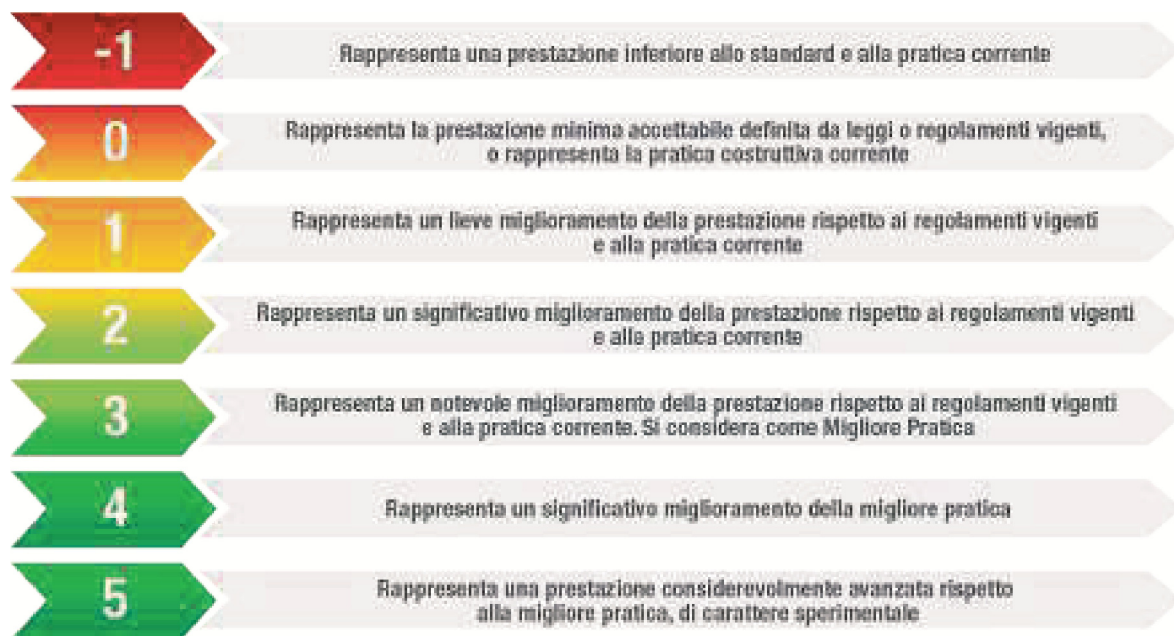 -1
Rappresenta una prestazione inferiore allo standard e alla pratica corrente
0
Rappresenta la prestazione minima accettabile definita da leggi o regolamenti vigenti,
o rappresenta la pratica costruttiva corrente
1
Rappresenta un lieve miglioramento della prestazione rispetto ai regolamenti vigenti
e alla pratica corrente
2
Rappresenta un significativo miglioramento della prestazione rispetto ai regolamenti vigenti
e alla pratica corrente
3
Rappresenta un notevole miglioramento della prestazione rispetto ai regolamenti vigenti
e alla pratica corrente. Si considera come Migliore Pratica
4
Rappresenta un significativo miglioramento della migliore pratica
5
Rappresenta una prestazione considerevolmente avanzata rispetto
alla migliore pratica, di carattere sperimentale